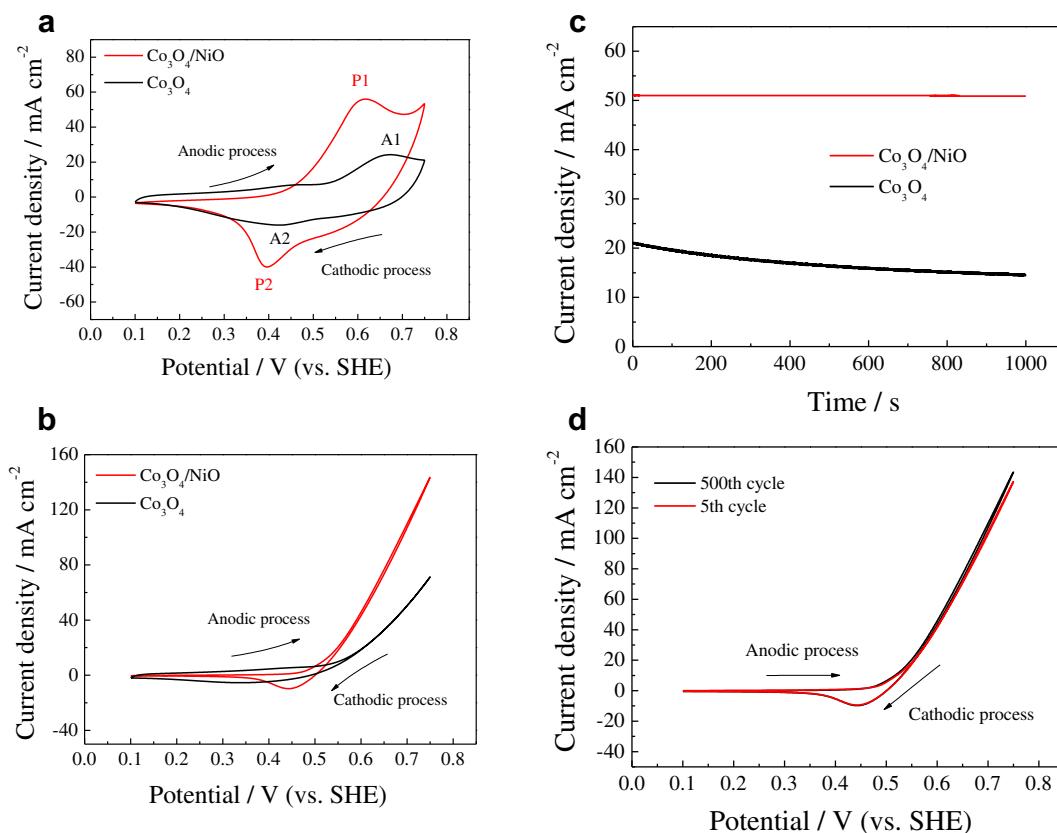 a
Co3O4/NiO
Co3O4
P1
A1
Anodic process
A2
P2
Cathodic process
80
60
40
20
0
-20
-40
-60
0.0 0.1 0.2 0.3 0.4 0.5 0.6 0.7 0.8
Current density / mA cm-2
Potential / V (vs. SHE)
b
Co3O4/NiO
Co3O4
Anodic process
Cathodic process
160
120
80
40
0
-40
0.0 0.1 0.2 0.3 0.4 0.5 0.6 0.7 0.8
Current density / mA cm-2
Potential / V (vs. SHE)
c
Co3O4/NiO
Co3O4
60
50
40
30
20
10
0
0 200 400 600 800 1000
Current density / mA cm-2
Time / s
d
500th cycle
5th cycle
Anodic process
Cathodic process
160
140
120
100
80
60
40
20
0
-20
-40
0.0 0.1 0.2 0.3 0.4 0.5 0.6 0.7 0.8
Current density / mA cm-2
Potential / V (vs. SHE)